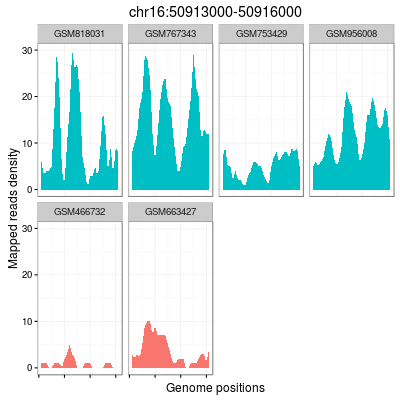 chr16:50913000-50916000
GSM818031 GSM767343 GSM753429 GSM956008
30
20
10
0
GSM466732 GSM663427
30
20
10
0
Mapped reads density
Genome positions